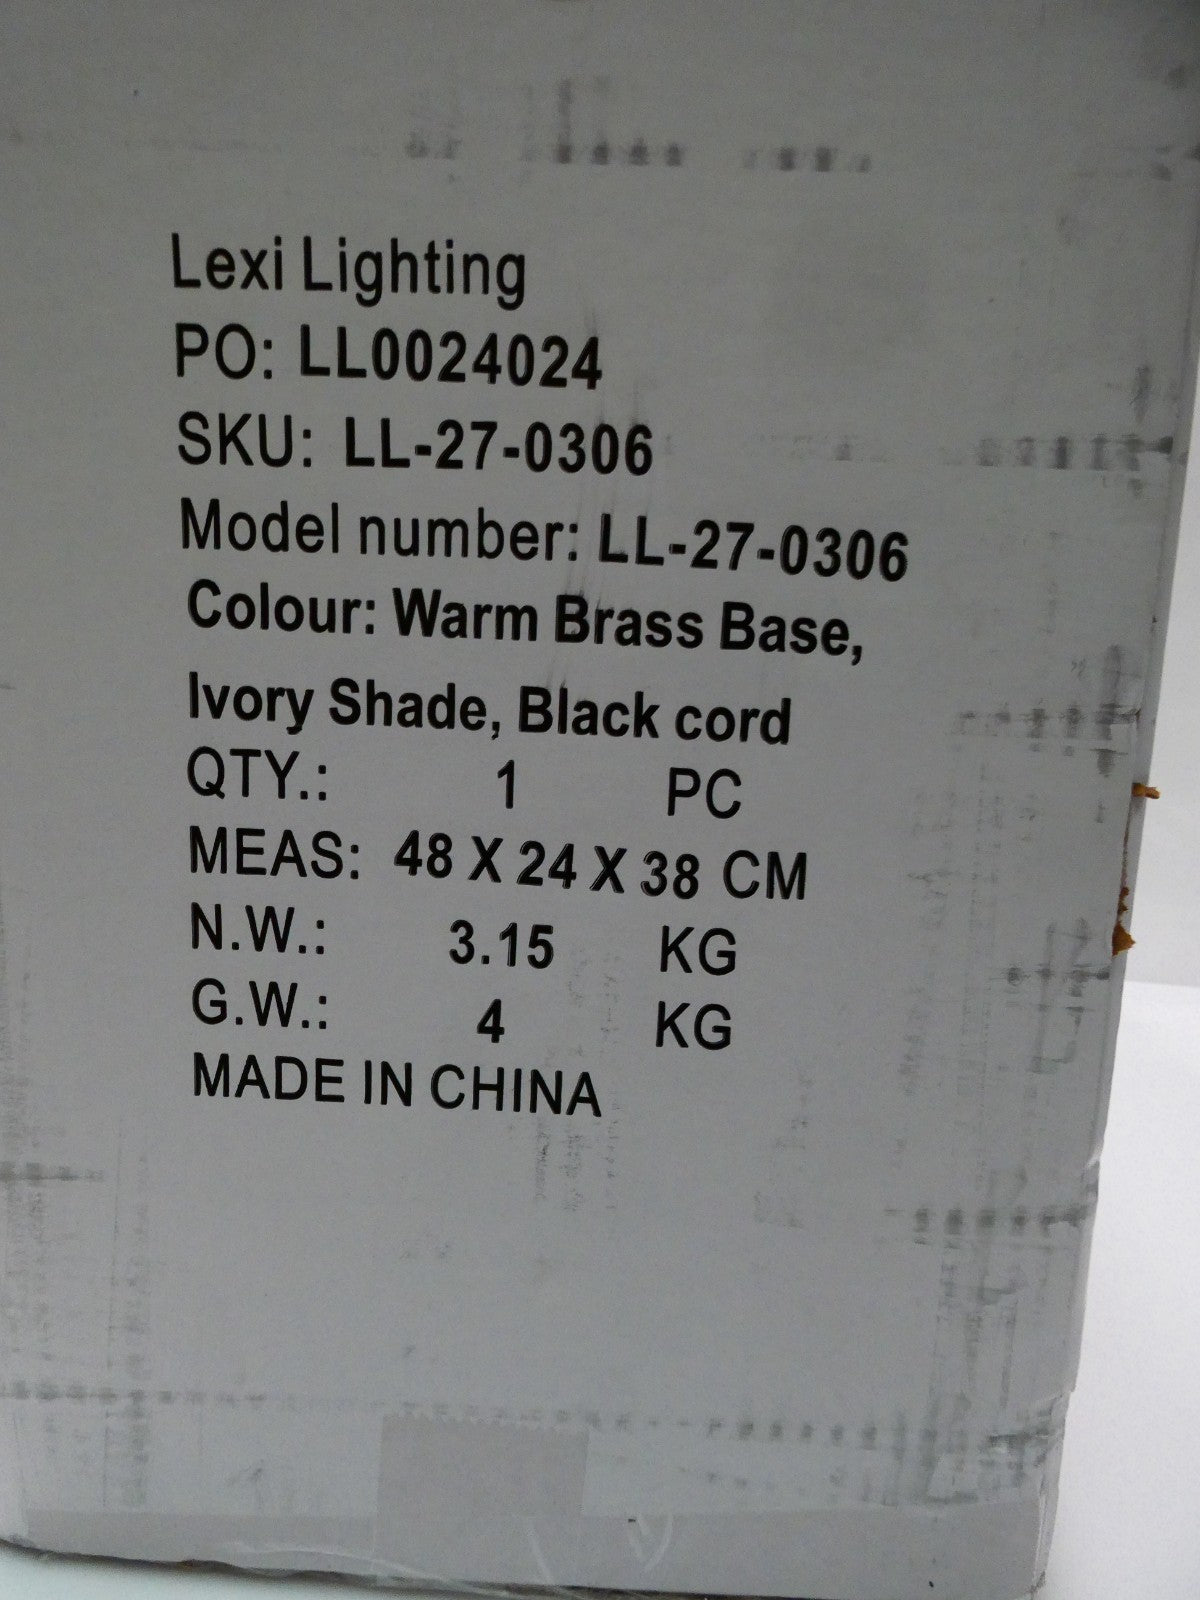 Lexi Lighting
PO: LL0024024
SKU: LL-27-0306
Model number: LL-27-0306
Colour: Warm Brass Base,
Ivory Shade, Black cord
QTY.: 1 PC
MEAS: 48 X 24 X 38 CM
N.W.: 3.15 KG
G.W.: 4 KG
MADE IN CHINA